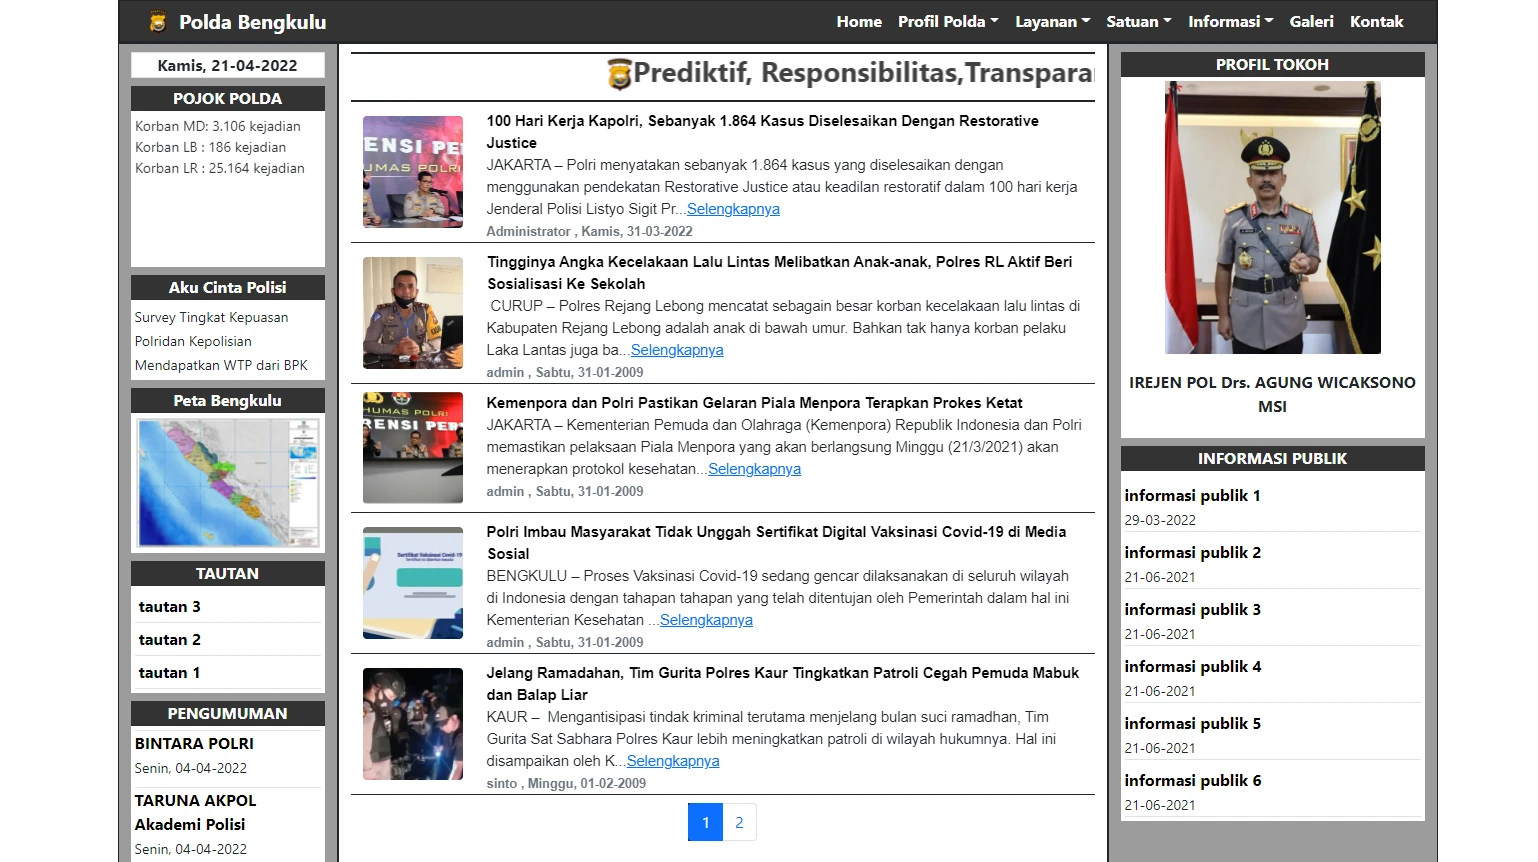 Polda Bengkulu
Home Profil Polda Layanan Satuan Informasi Galeri Kontak
Kamis, 21-04-2022
POJOK POLDA
Korban MD: 3.106 kejadian
Korban LB : 186 kejadian
Korban LR : 25.164 kejadian
Aku Cinta Polisi
Survey Tingkat Kepuasan
Polridan Kepolisian
Mendapatkan WTP dari BPK
Peta Bengkulu
TAUTAN
tautan 3
tautan 2
tautan 1
PENGUMUMAN
BINTARA POLRI
Senin, 04-04-2022
TARUNA AKPOL
Akademi Polisi
Senin, 04-04-2022
Prediktif, Responsibilitas,Transpara
ENSI PE
HUMAS POLRI
100 Hari Kerja Kapolri, Sebanyak 1.864 Kasus Diselesaikan Dengan Restorative
Justice
JAKARTA – Polri menyatakan sebanyak 1.864 kasus yang diselesaikan dengan
menggunakan pendekatan Restorative Justice atau keadilan restoratif dalam 100 hari kerja
Jenderal Polisi Listyo Sigit Pr...Selengkapnya
Administrator , Kamis, 31-03-2022
Tingginya Angka Kecelakaan Lalu Lintas Melibatkan Anak-anak, Polres RL Aktif Beri
Sosialisasi Ke Sekolah
CURUP – Polres Rejang Lebong mencatat sebagain besar korban kecelakaan lalu lintas di
Kabupaten Rejang Lebong adalah anak di bawah umur. Bahkan tak hanya korban pelaku
Laka Lantas juga ba...Selengkapnya
admin , Sabtu, 31-01-2009
HUMAS POLRI
ERENSI PER
Kemenpora dan Polri Pastikan Gelaran Piala Menpora Terapkan Prokes Ketat
JAKARTA – Kementerian Pemuda dan Olahraga (Kemenpora) Republik Indonesia dan Polri
memastikan pelaksaan Piala Menpora yang akan berlangsung Minggu (21/3/2021) akan
menerapkan protokol kesehatan...Selengkapnya
admin , Sabtu, 31-01-2009
Sertifikat Vaksinasi Covid-19
Polri Imbau Masyarakat Tidak Unggah Sertifikat Digital Vaksinasi Covid-19 di Media
Sosial
BENGKULU – Proses Vaksinasi Covid-19 sedang gencar dilaksanakan di seluruh wilayah
di Indonesia dengan tahapan tahapan yang telah ditentujan oleh Pemerintah dalam hal ini
Kementerian Kesehatan ...Selengkapnya
admin , Sabtu, 31-01-2009
Jelang Ramadahan, Tim Gurita Polres Kaur Tingkatkan Patroli Cegah Pemuda Mabuk
dan Balap Liar
KAUR – Mengantisipasi tindak kriminal terutama menjelang bulan suci ramadhan, Tim
Gurita Sat Sabhara Polres Kaur lebih meningkatkan patroli di wilayah hukumnya. Hal ini
disampaikan oleh K...Selengkapnya
sinto , Minggu, 01-02-2009
1 2
PROFIL TOKOH
IREJEN POL Drs. AGUNG WICAKSONO
MSI
INFORMASI PUBLIK
informasi publik 1
29-03-2022
informasi publik 2
21-06-2021
informasi publik 3
21-06-2021
informasi publik 4
21-06-2021
informasi publik 5
21-06-2021
informasi publik 6
21-06-2021